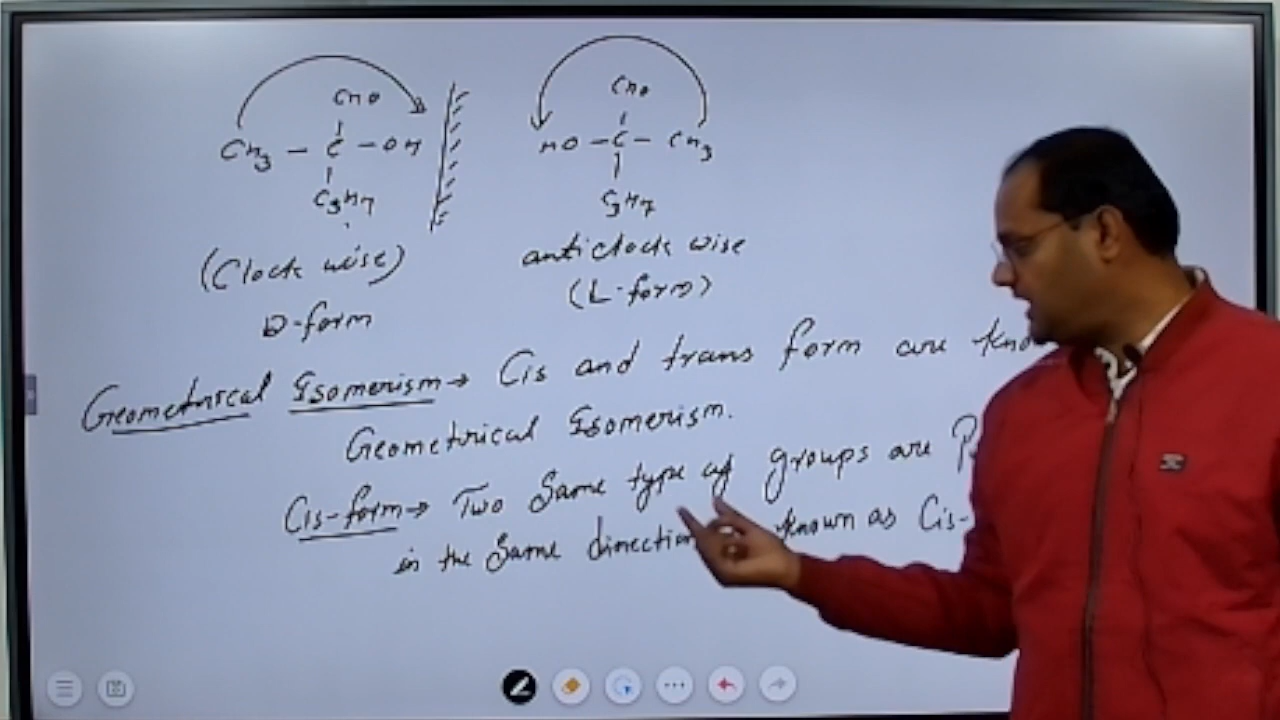 CHO CHO
CH3 – C – OH HO – C – CH3
C3H7 C3H7
(Clock wise) anticlock wise
D-form (L-form)
Geometrical Isomerism → Cis and trans form are
Geometrical Isomerism.
Cis-form → Two Same type of groups are
in the Same direction known as Cis-